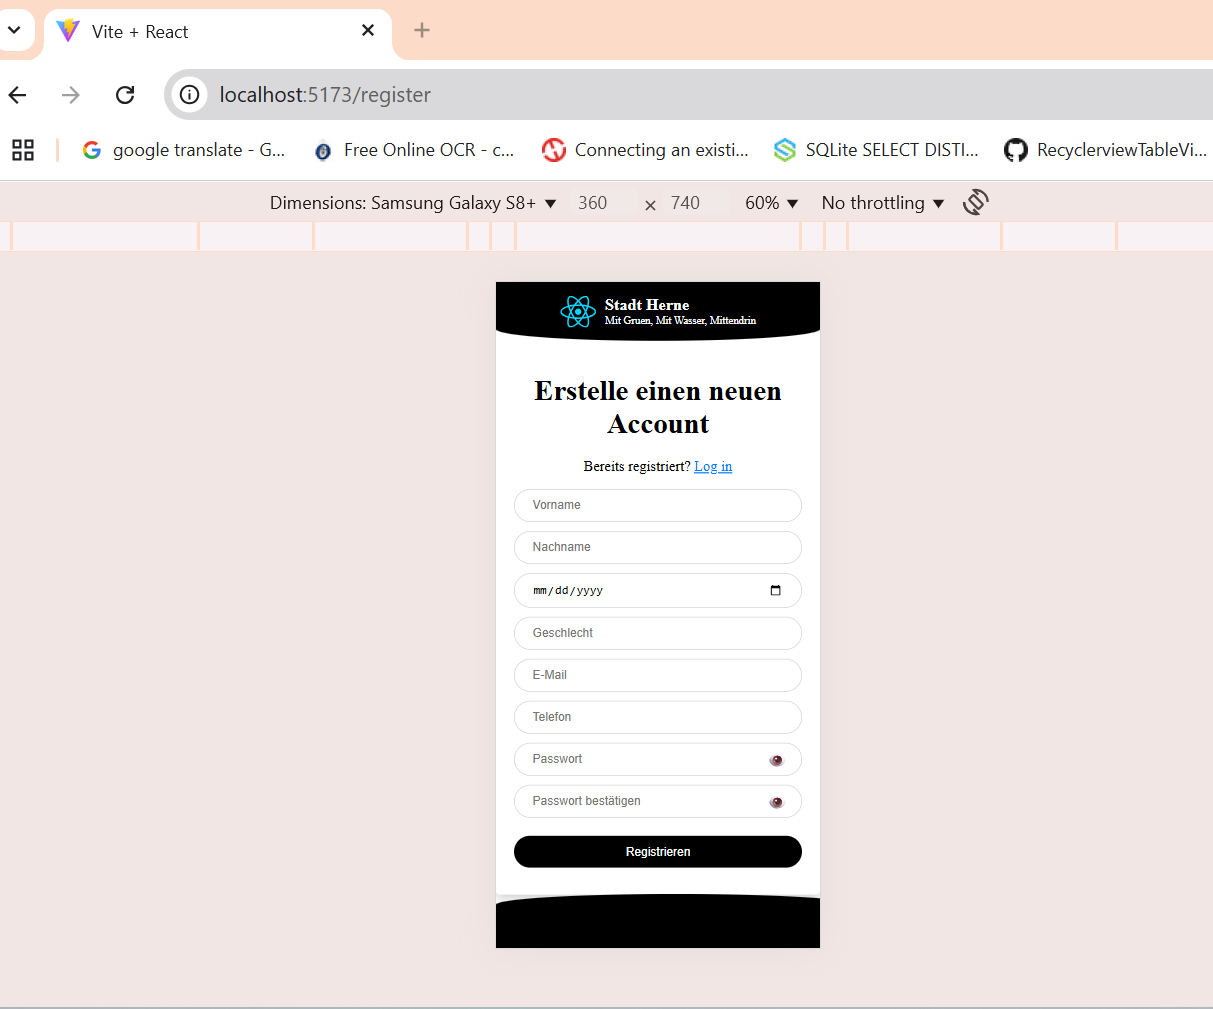 Vite + React
localhost:5173/register
google translate - G... Free Online OCR - c... Connecting an existi... SQLite SELECT DISTI... RecyclerviewTableVi...
Dimensions: Samsung Galaxy S8+ 360 × 740 60% No throttling
Stadt Herne
Mit Gruen, Mit Wasser, Mittendrin
Erstelle einen neuen
Account
Bereits registriert? Log in
Vorname
Nachname
mm/dd/yyyy
Geschlecht
E-Mail
Telefon
Passwort
Passwort bestätigen
Registrieren